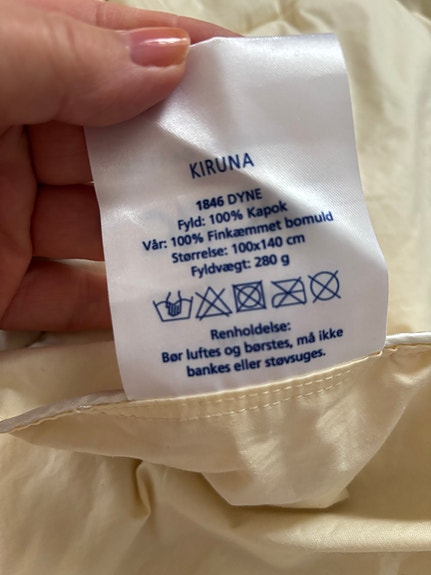 KIRUNA
1846 DYNE
Fyld: 100% Kapok
Vår: 100% Finkæmmet bomuld
Størrelse: 100x140 cm
Fyldvægt: 280 g
Renholdelse:
Bør luftes og børstes, må ikke
bankes eller støvsuges.